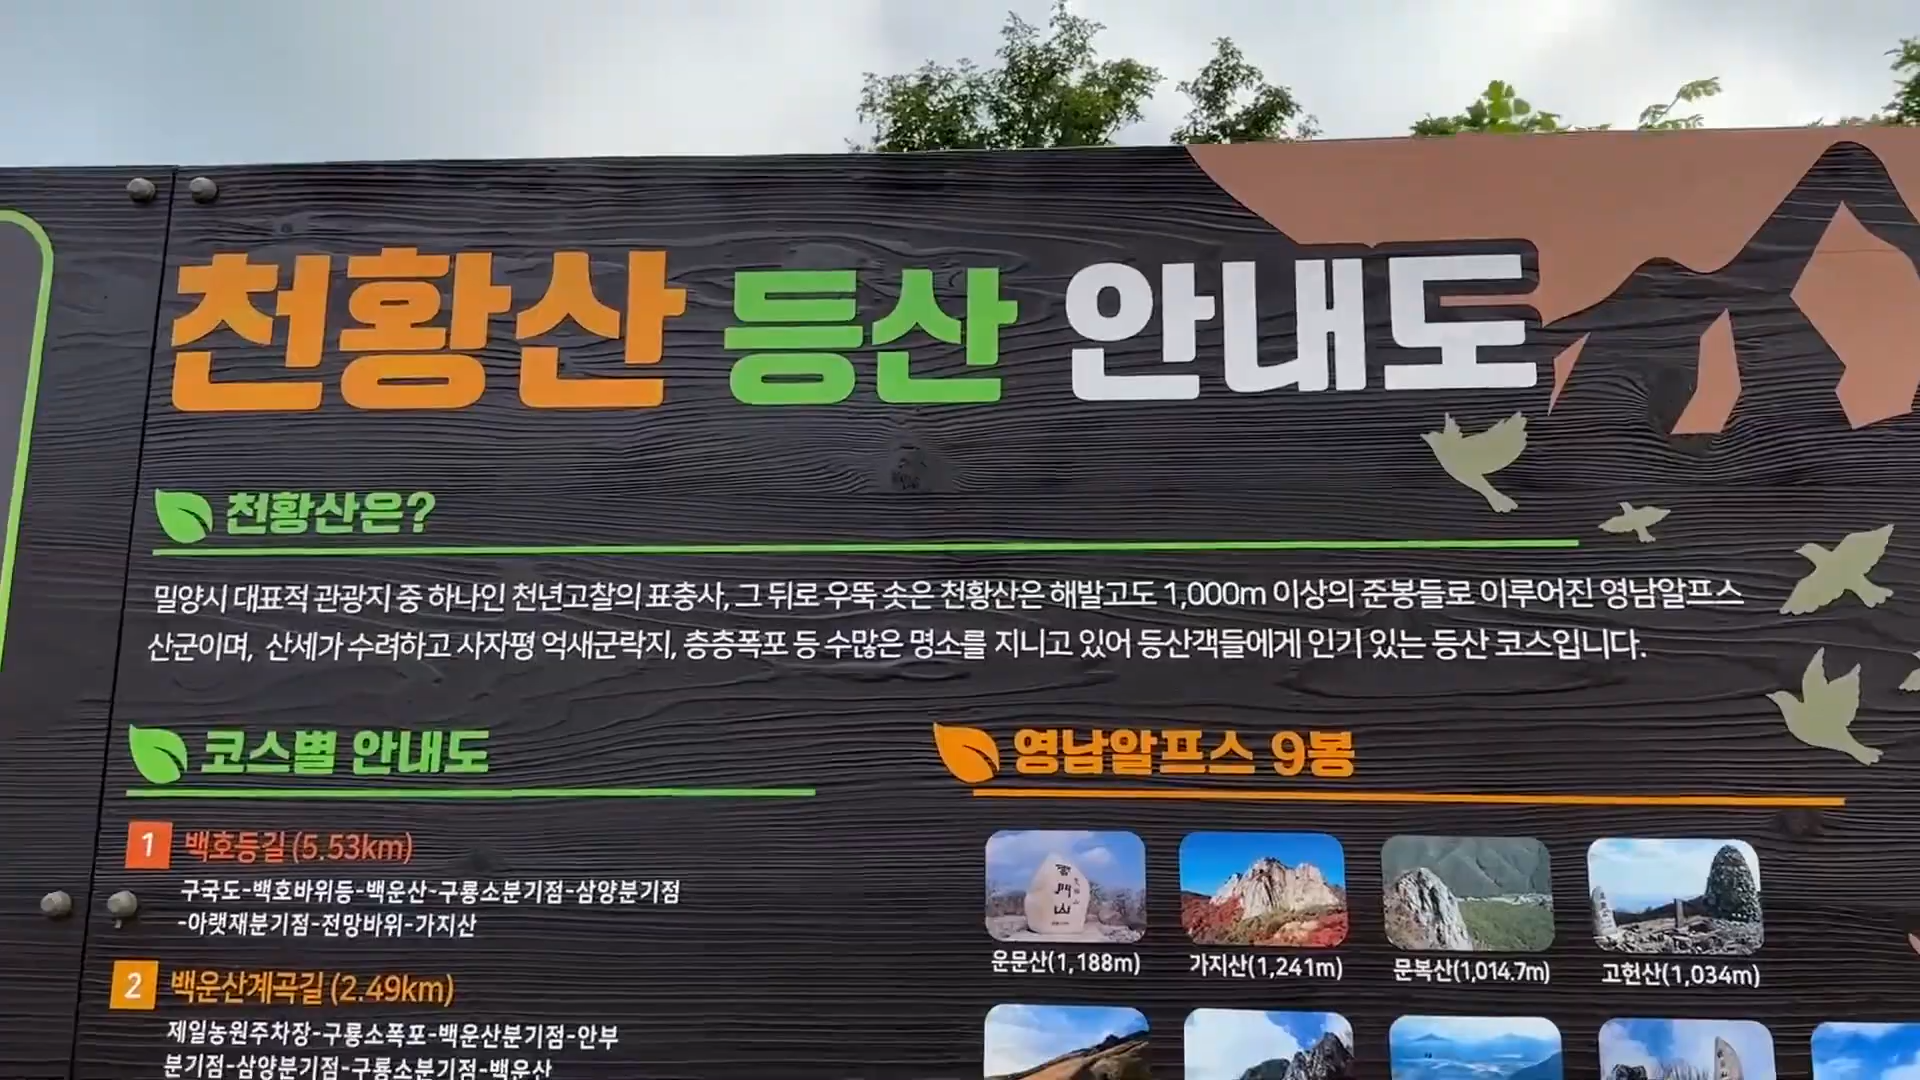 천황산 등산 안내도
천황산은?
밀양시 대표적 관광지 중 하나인 천년고찰의 표충사, 그 뒤로 우뚝 솟은 천황산은 해발고도 1,000m 이상의 준봉들로 이루어진 영남알프스
산군이며, 산세가 수려하고 사자평 억새군락지, 층층폭포 등 수많은 명소를 지니고 있어 등산객들에게 인기 있는 등산 코스입니다.
코스별 안내도
1 백호등길 (5.53km)
구국도-백호바위등-백운산-구룡소분기점-삼양분기점
-아랫재분기점-전망바위-가지산
2 백운산계곡길 (2.49km)
제일농원주차장-구룡소폭포-백운산분기점-안부
분기점-삼양분기점-구룡소분기점-백운산
영남알프스 9봉
雲門山
운문산(1,188m)
가지산(1,241m)
문복산(1,014.7m)
고헌산(1,034m)